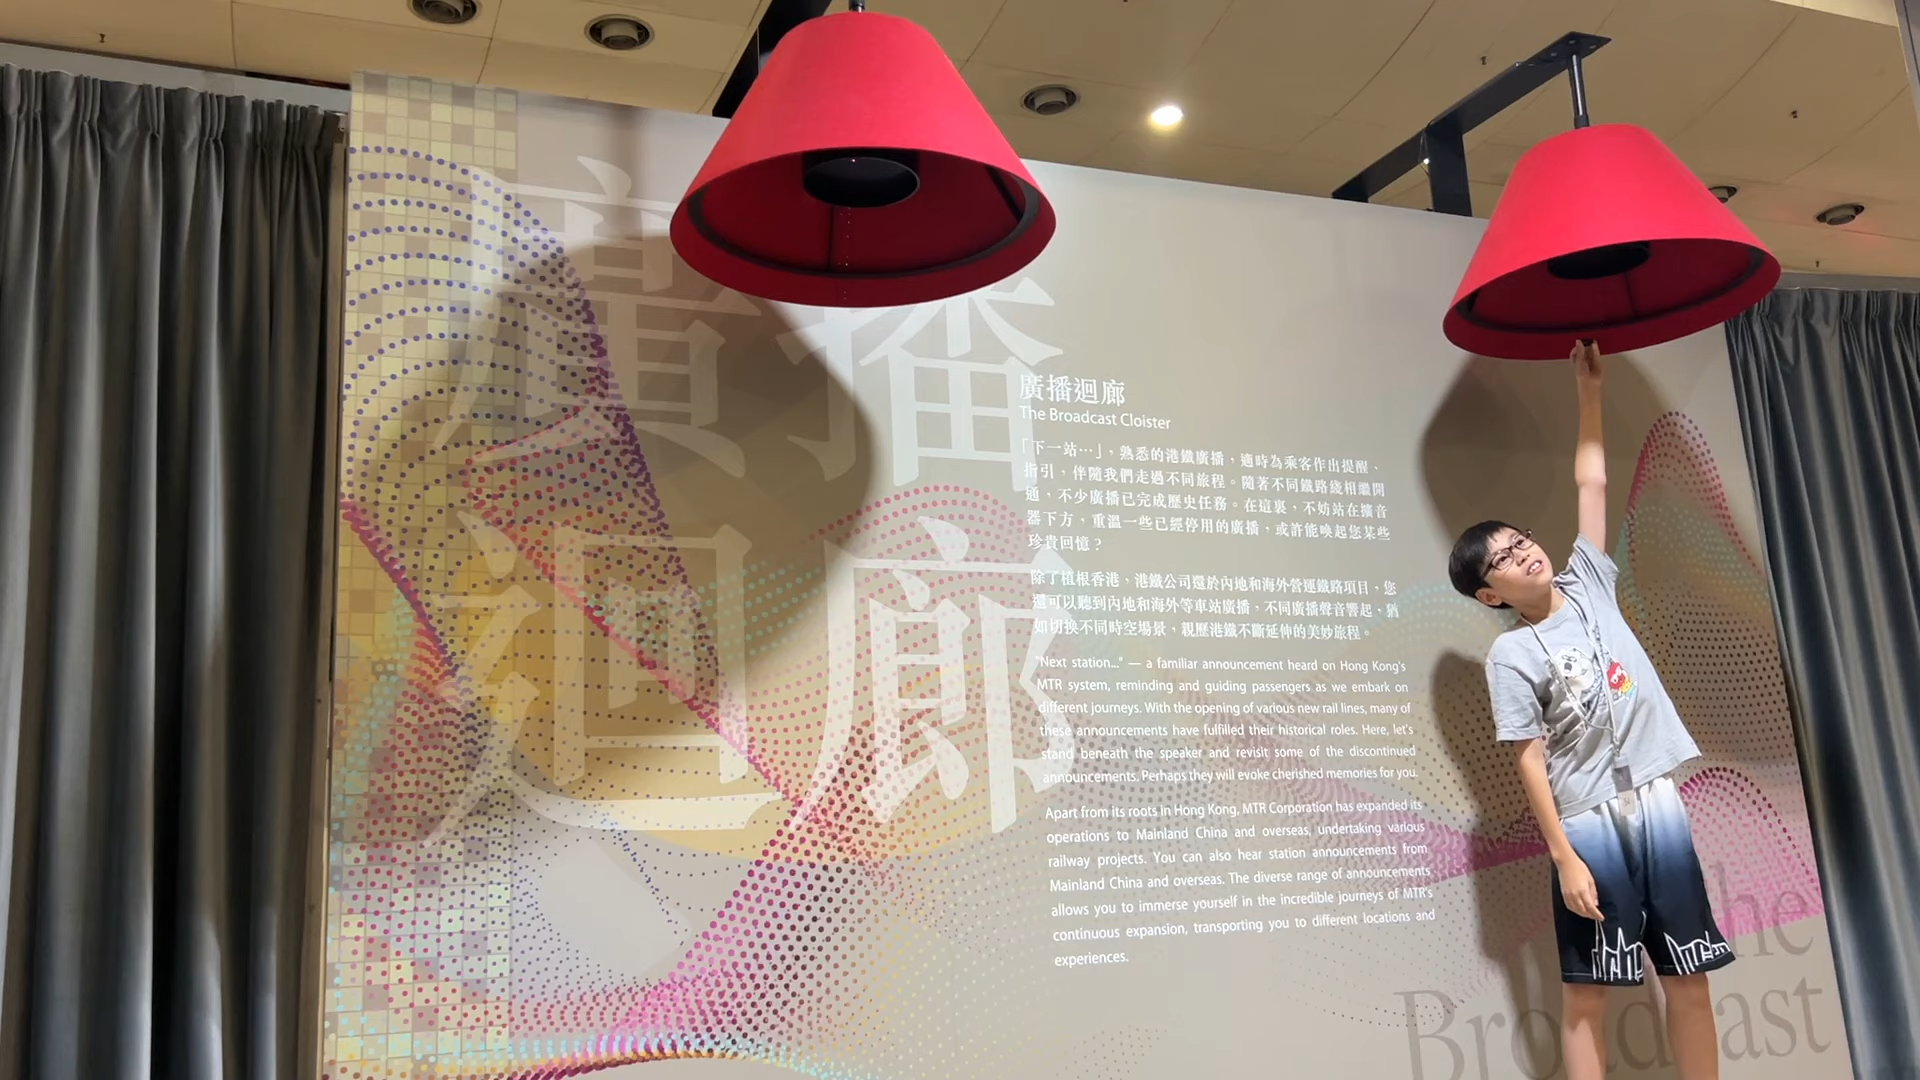 廣播
迴廊
廣播迴廊
The Broadcast Cloister
「下一站…」，熟悉的港鐵廣播，適時為乘客作出提醒、
指引，伴隨我們走過不同旅程。隨著不同鐵路綫相繼開
通，不少廣播已完成歷史任務。在這裏，不妨站在擴音
器下方，重溫一些已經停用的廣播，或許能喚起您某些
珍貴回憶？
除了植根香港，港鐵公司還於內地和海外營運鐵路項目，您
還可以聽到內地和海外等車站廣播，不同廣播聲音響起，猶
如切換不同時空場景，親歷港鐵不斷延伸的美妙旅程。
"Next station..." — a familiar announcement heard on Hong Kong's
MTR system, reminding and guiding passengers as we embark on
different journeys. With the opening of various new rail lines, many of
these announcements have fulfilled their historical roles. Here, let's
stand beneath the speaker and revisit some of the discontinued
announcements. Perhaps they will evoke cherished memories for you.
Apart from its roots in Hong Kong, MTR Corporation has expanded its
operations to Mainland China and overseas, undertaking various
railway projects. You can also hear station announcements from
Mainland China and overseas. The diverse range of announcements
allows you to immerse yourself in the incredible journeys of MTR's
continuous expansion, transporting you to different locations and
experiences.
the
Broadcast